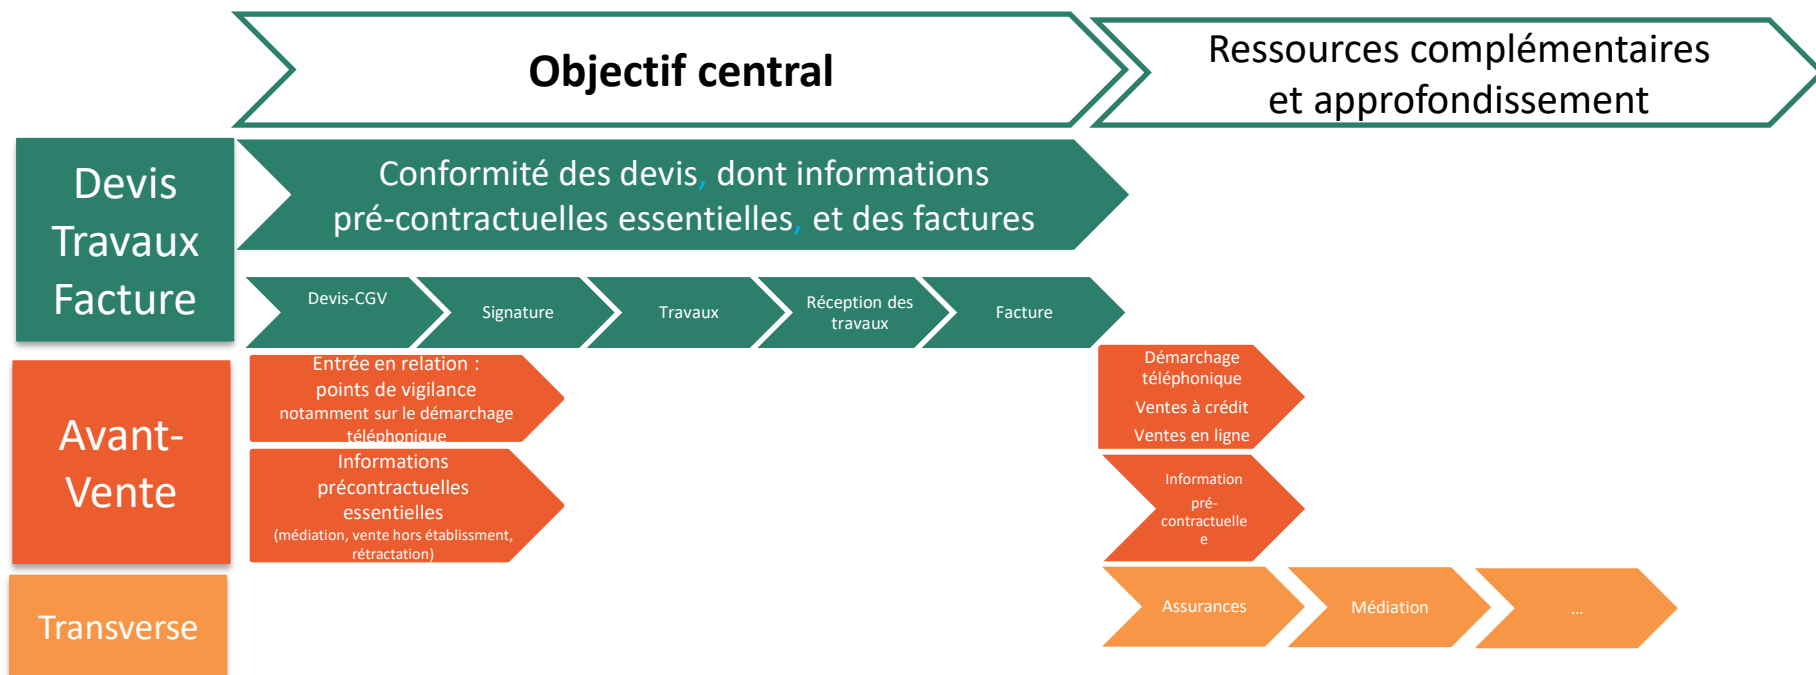 Objectif central
Ressources complémentaires
et approfondissement
Devis
Travaux
Facture
Conformité des devis, dont informations
pré-contractuelles essentielles, et des factures
Devis-CGV
Signature
Travaux
Réception des
travaux
Facture
Avant-
Vente
Entrée en relation :
points de vigilance
notamment sur le démarchage
téléphonique
Informations
précontractuelles
essentielles
(médiation, vente hors établissment,
rétractation)
Démarchage
téléphonique
Ventes à crédit
Ventes en ligne
Information
pré-
contractuelle
e
Transverse
Assurances
Médiation
...